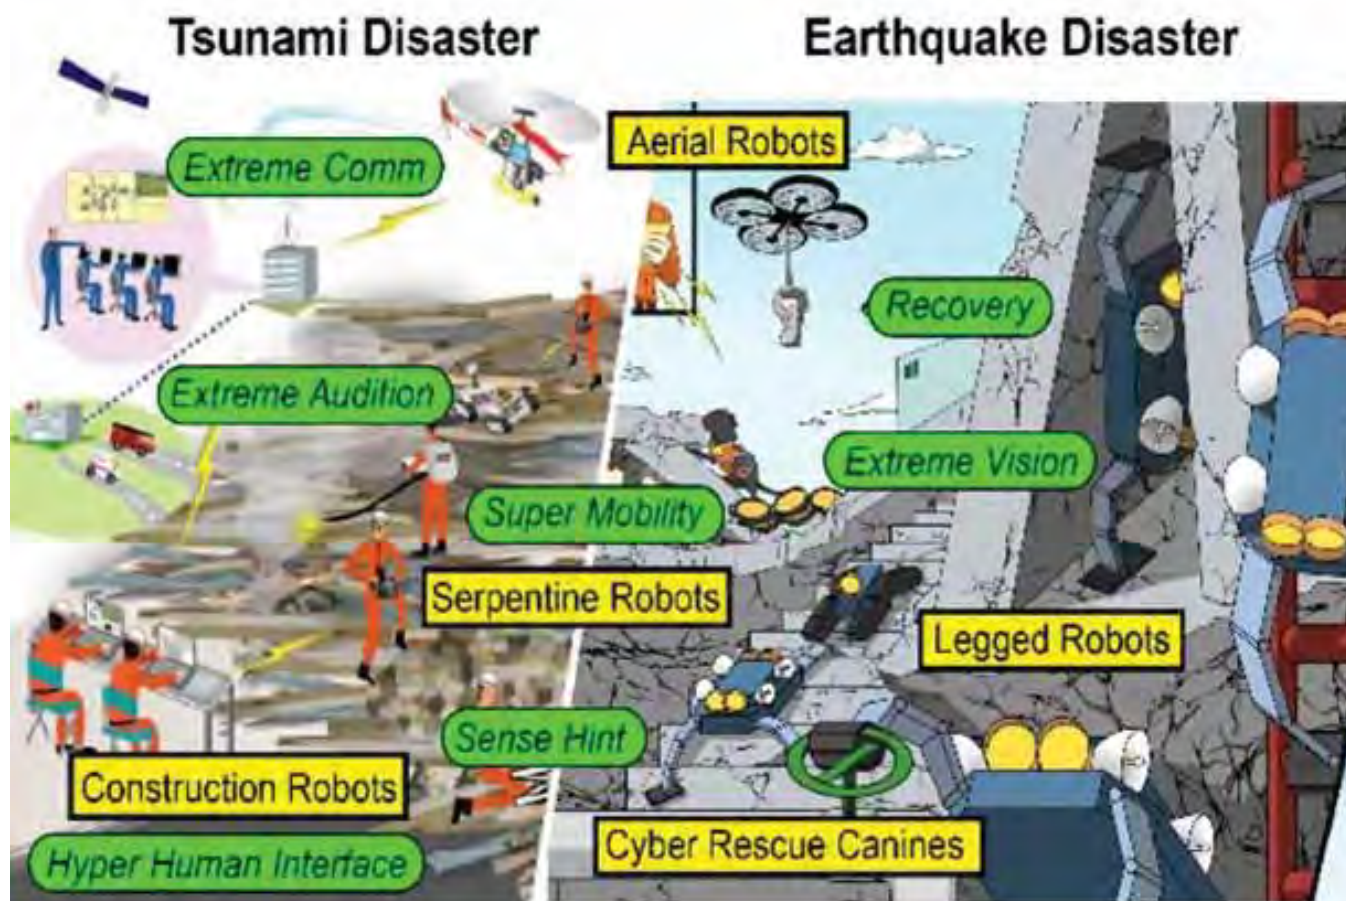 Tsunami Disaster
Earthquake Disaster
Extreme Comm
Aerial Robots
Recovery
Extreme Audition
Extreme Vision
Super Mobility
Serpentine Robots
Legged Robots
Sense Hint
Construction Robots
Cyber Rescue Canines
Hyper Human Interface